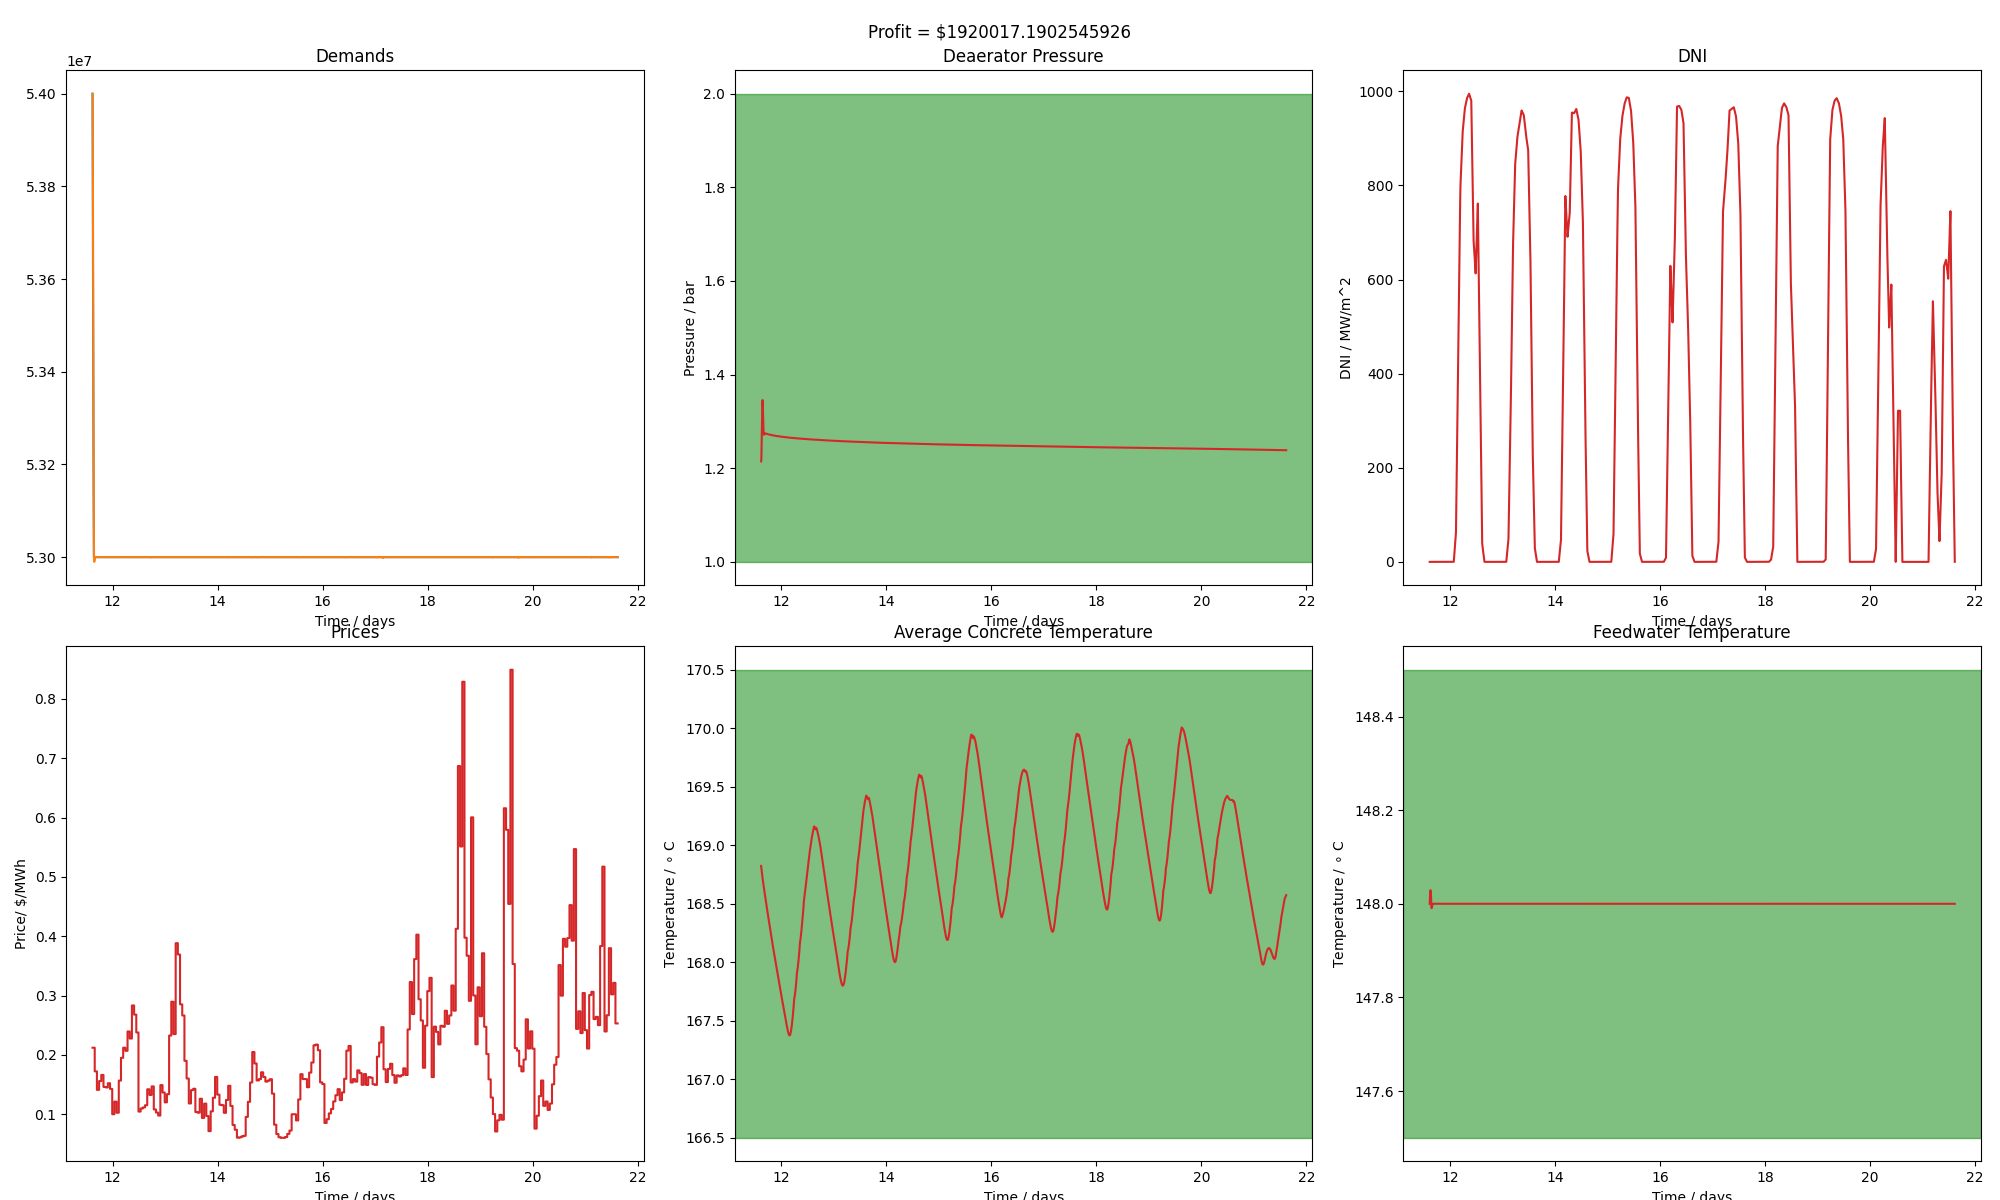 Profit = $1920017.1902545926
Demands
1e7
5.40
5.38
5.36
5.34
5.32
5.30
12 14 16 18 20 22
Time / days
Deaerator Pressure
Pressure / bar
2.0
1.8
1.6
1.4
1.2
1.0
12 14 16 18 20 22
Time / days
DNI
DNI / MW/m^2
1000
800
600
400
200
0
12 14 16 18 20 22
Time / days
Prices
Price/ $/MWh
0.8
0.7
0.6
0.5
0.4
0.3
0.2
0.1
12 14 16 18 20 22
Time / days
Average Concrete Temperature
Temperature / ∘ C
170.5
170.0
169.5
169.0
168.5
168.0
167.5
167.0
166.5
12 14 16 18 20 22
Time / days
Feedwater Temperature
Temperature / ∘ C
148.4
148.2
148.0
147.8
147.6
12 14 16 18 20 22
Time / days